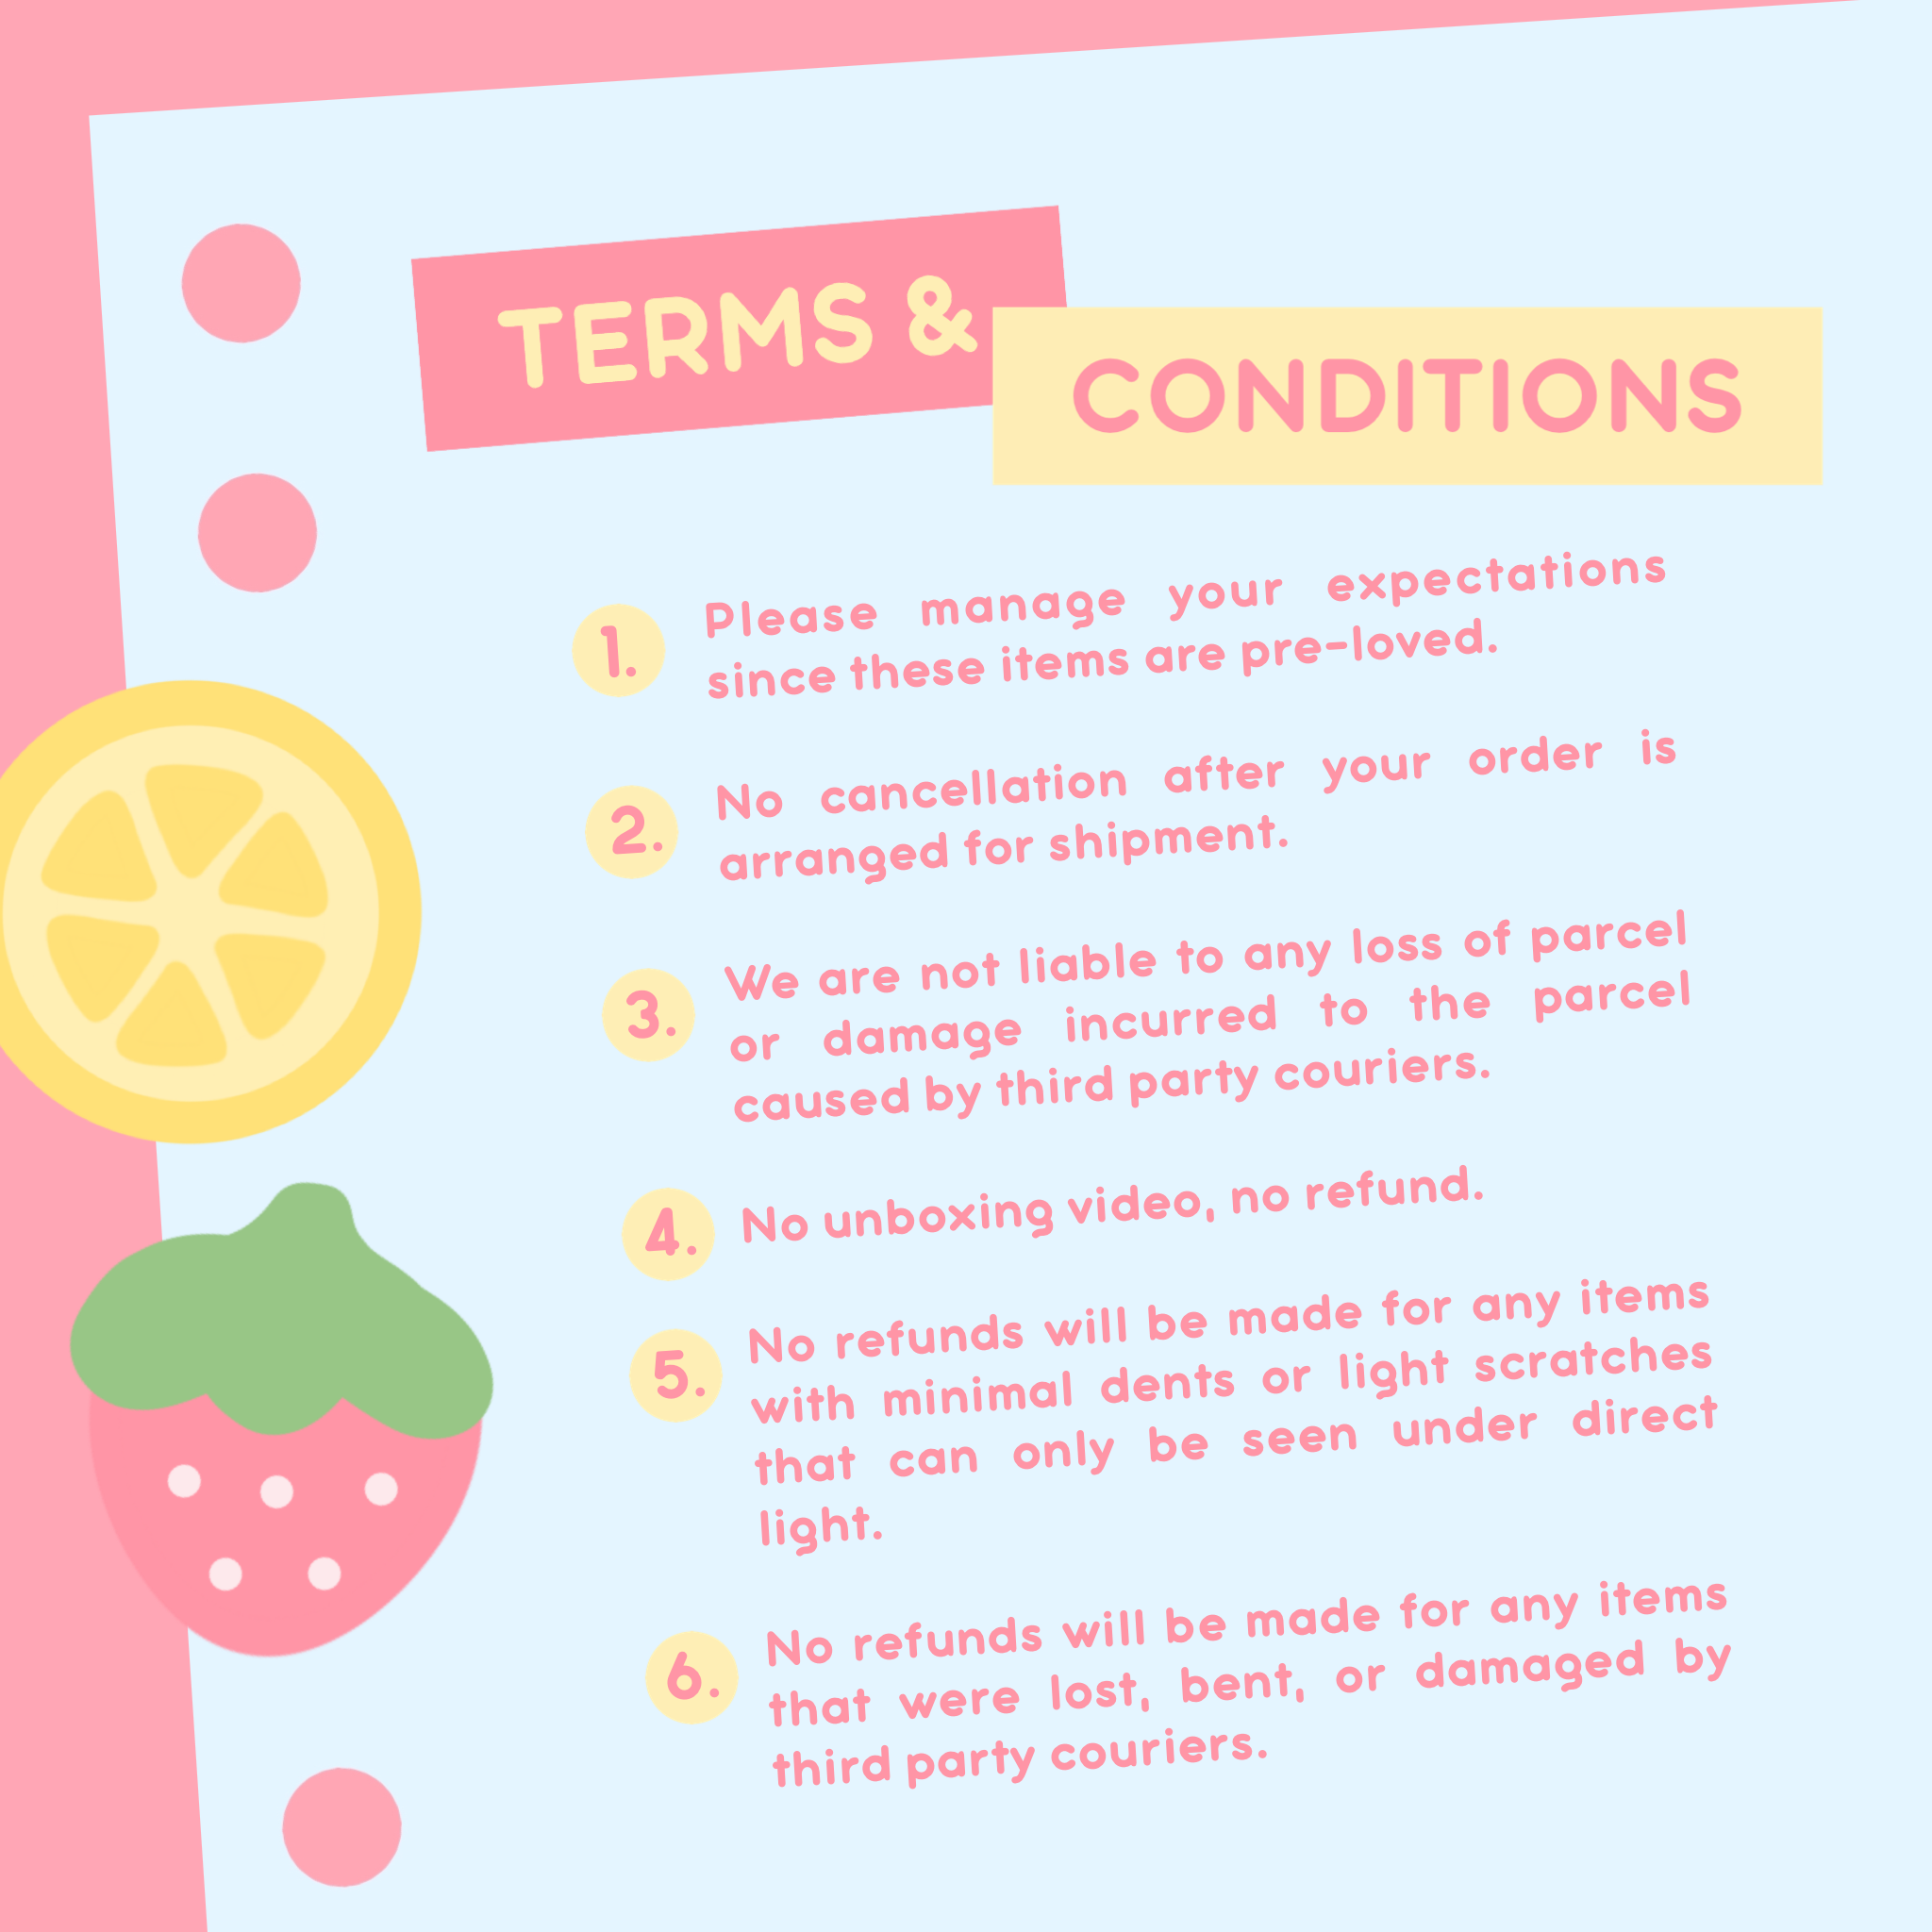 TERMS &
CONDITIONS
1. Please manage your expectations
since these items are pre-loved.
2. No cancellation after your order is
arranged for shipment.
3. We are not liable to any loss of parcel
or damage incurred to the parcel
caused by third party couriers.
4. No unboxing video, no refund.
5. No refunds will be made for any items
with minimal dents or light scratches
that can only be seen under direct
light.
6. No refunds will be made for any items
that were lost, bent, or damaged by
third party couriers.